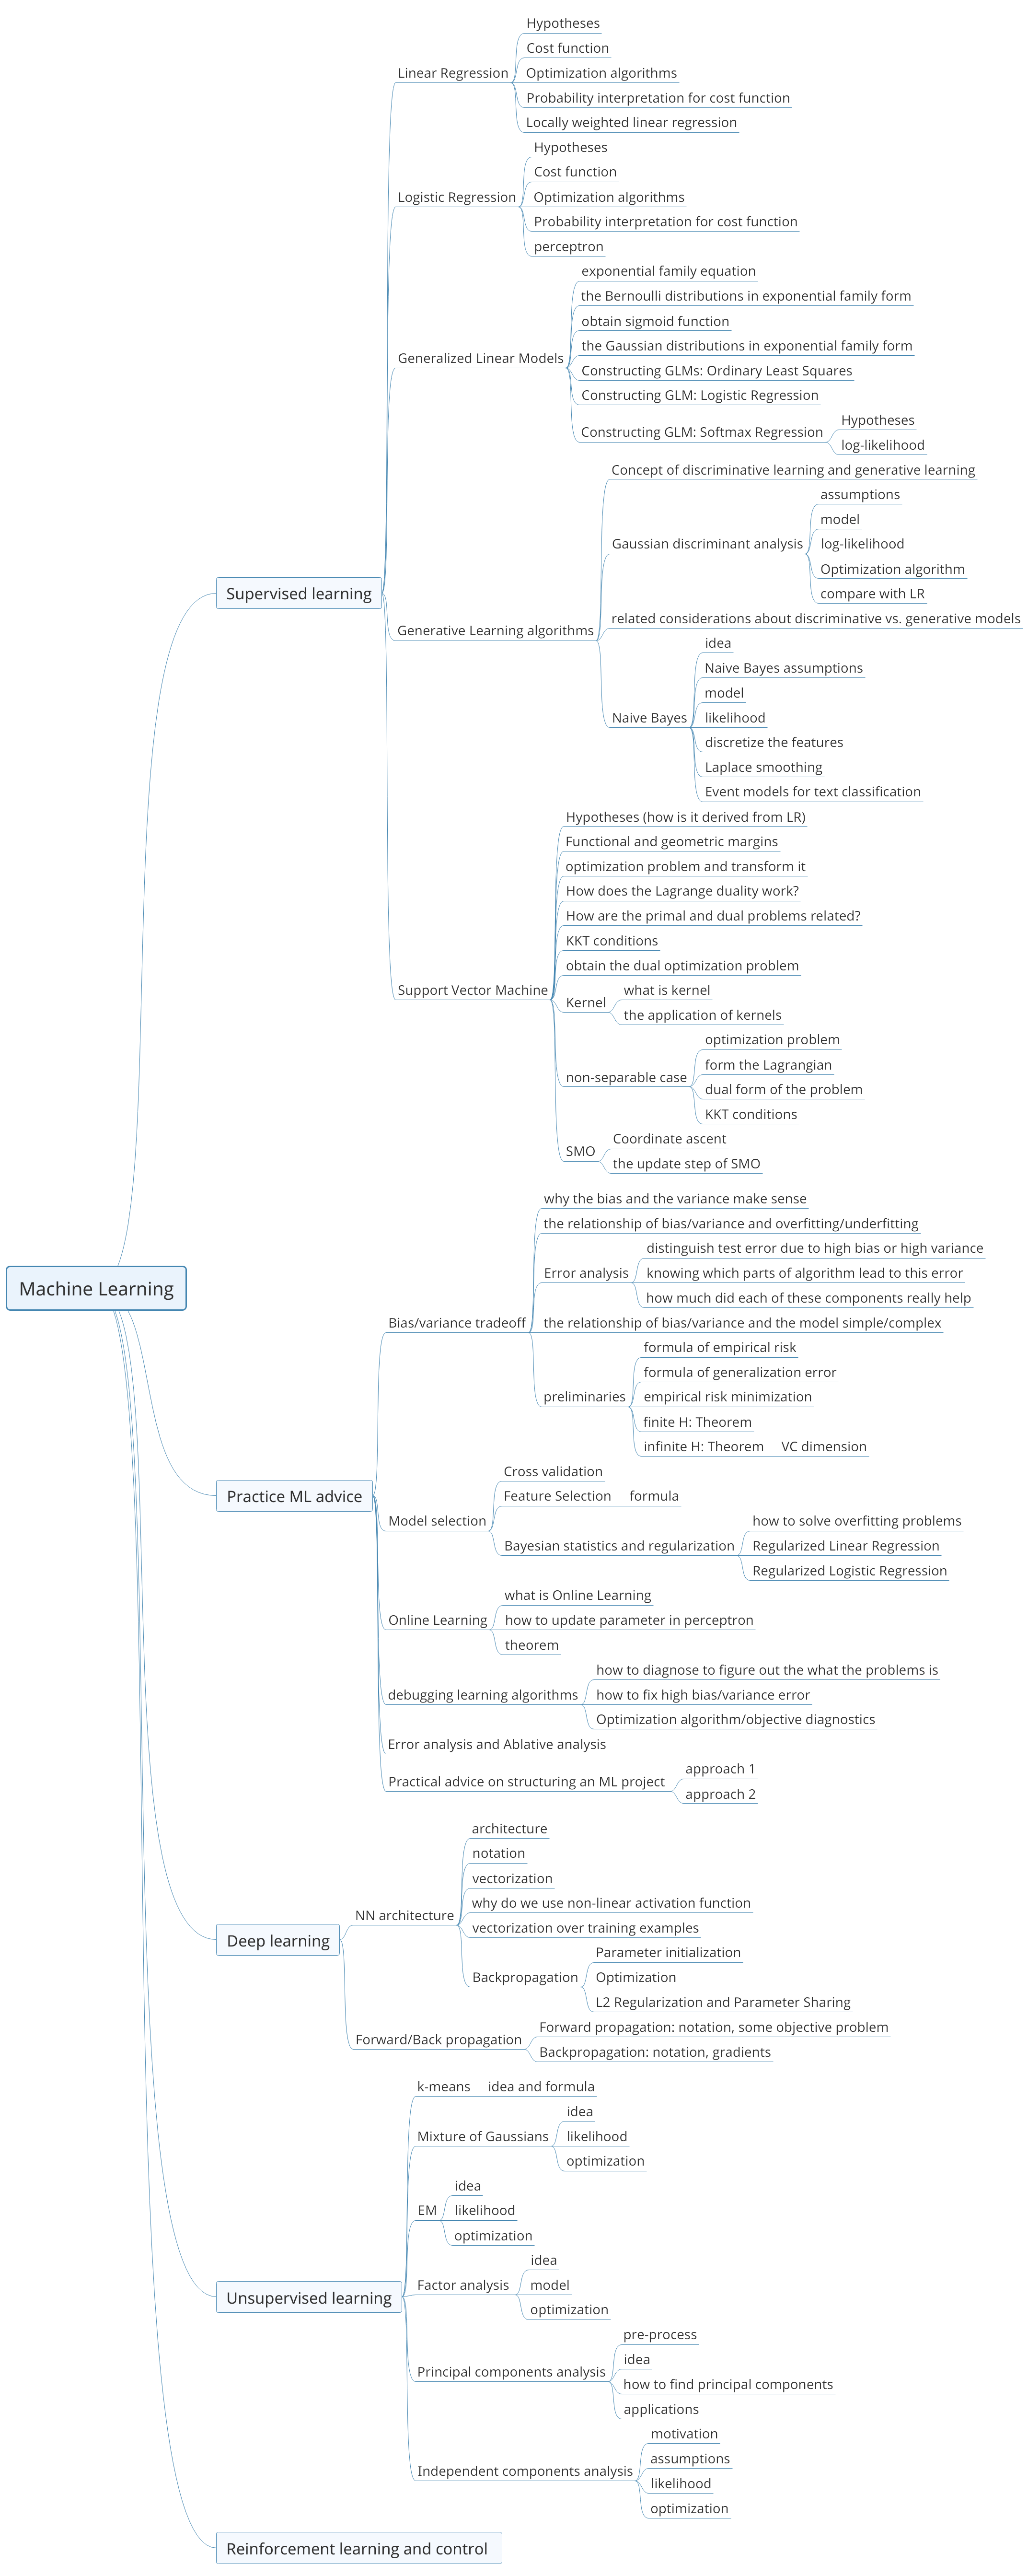 Machine Learning
Supervised learning
Linear Regression
Hypotheses
Cost function
Optimization algorithms
Probability interpretation for cost function
Locally weighted linear regression
Logistic Regression
Hypotheses
Cost function
Optimization algorithms
Probability interpretation for cost function
perceptron
Generalized Linear Models
exponential family equation
the Bernoulli distributions in exponential family form
obtain sigmoid function
the Gaussian distributions in exponential family form
Constructing GLMs: Ordinary Least Squares
Constructing GLM: Logistic Regression
Constructing GLM: Softmax Regression
Hypotheses
log-likelihood
Generative Learning algorithms
Concept of discriminative learning and generative learning
Gaussian discriminant analysis
assumptions
model
log-likelihood
Optimization algorithm
compare with LR
related considerations about discriminative vs. generative models
Naive Bayes
idea
Naive Bayes assumptions
model
likelihood
discretize the features
Laplace smoothing
Event models for text classification
Support Vector Machine
Hypotheses (how is it derived from LR)
Functional and geometric margins
optimization problem and transform it
How does the Lagrange duality work?
How are the primal and dual problems related?
KKT conditions
obtain the dual optimization problem
Kernel
what is kernel
the application of kernels
non-separable case
optimization problem
form the Lagrangian
dual form of the problem
KKT conditions
SMO
Coordinate ascent
the update step of SMO
Practice ML advice
Bias/variance tradeoff
why the bias and the variance make sense
the relationship of bias/variance and overfitting/underfitting
Error analysis
distinguish test error due to high bias or high variance
knowing which parts of algorithm lead to this error
how much did each of these components really help
the relationship of bias/variance and the model simple/complex
preliminaries
formula of empirical risk
formula of generalization error
empirical risk minimization
finite H: Theorem
infinite H: Theorem
VC dimension
Model selection
Cross validation
Feature Selection
formula
Bayesian statistics and regularization
how to solve overfitting problems
Regularized Linear Regression
Regularized Logistic Regression
Online Learning
what is Online Learning
how to update parameter in perceptron
theorem
debugging learning algorithms
how to diagnose to figure out the what the problems is
how to fix high bias/variance error
Optimization algorithm/objective diagnostics
Error analysis and Ablative analysis
Practical advice on structuring an ML project
approach 1
approach 2
Deep learning
NN architecture
architecture
notation
vectorization
why do we use non-linear activation function
vectorization over training examples
Backpropagation
Parameter initialization
Optimization
L2 Regularization and Parameter Sharing
Forward/Back propagation
Forward propagation: notation, some objective problem
Backpropagation: notation, gradients
Unsupervised learning
k-means
idea and formula
Mixture of Gaussians
idea
likelihood
optimization
EM
idea
likelihood
optimization
Factor analysis
idea
model
optimization
Principal components analysis
pre-process
idea
how to find principal components
applications
Independent components analysis
motivation
assumptions
likelihood
optimization
Reinforcement learning and control